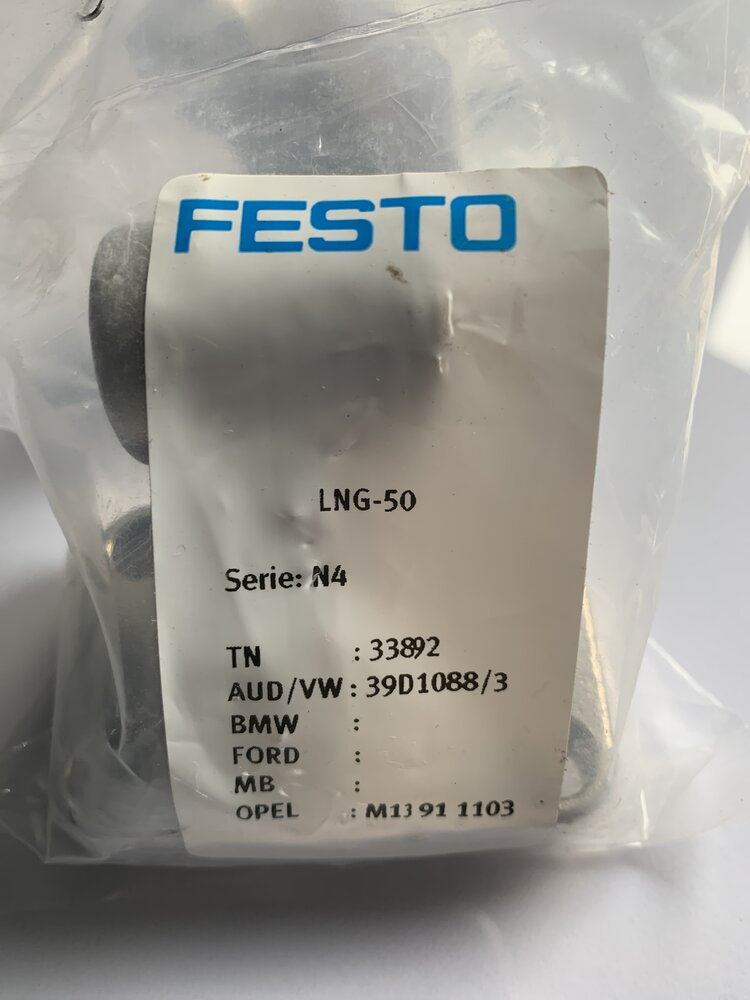 FESTO
LNG-50
Serie: N4
TN : 33892
AUD/VW : 39D1088/3
BMW :
FORD :
MB :
OPEL : M13 91 1103